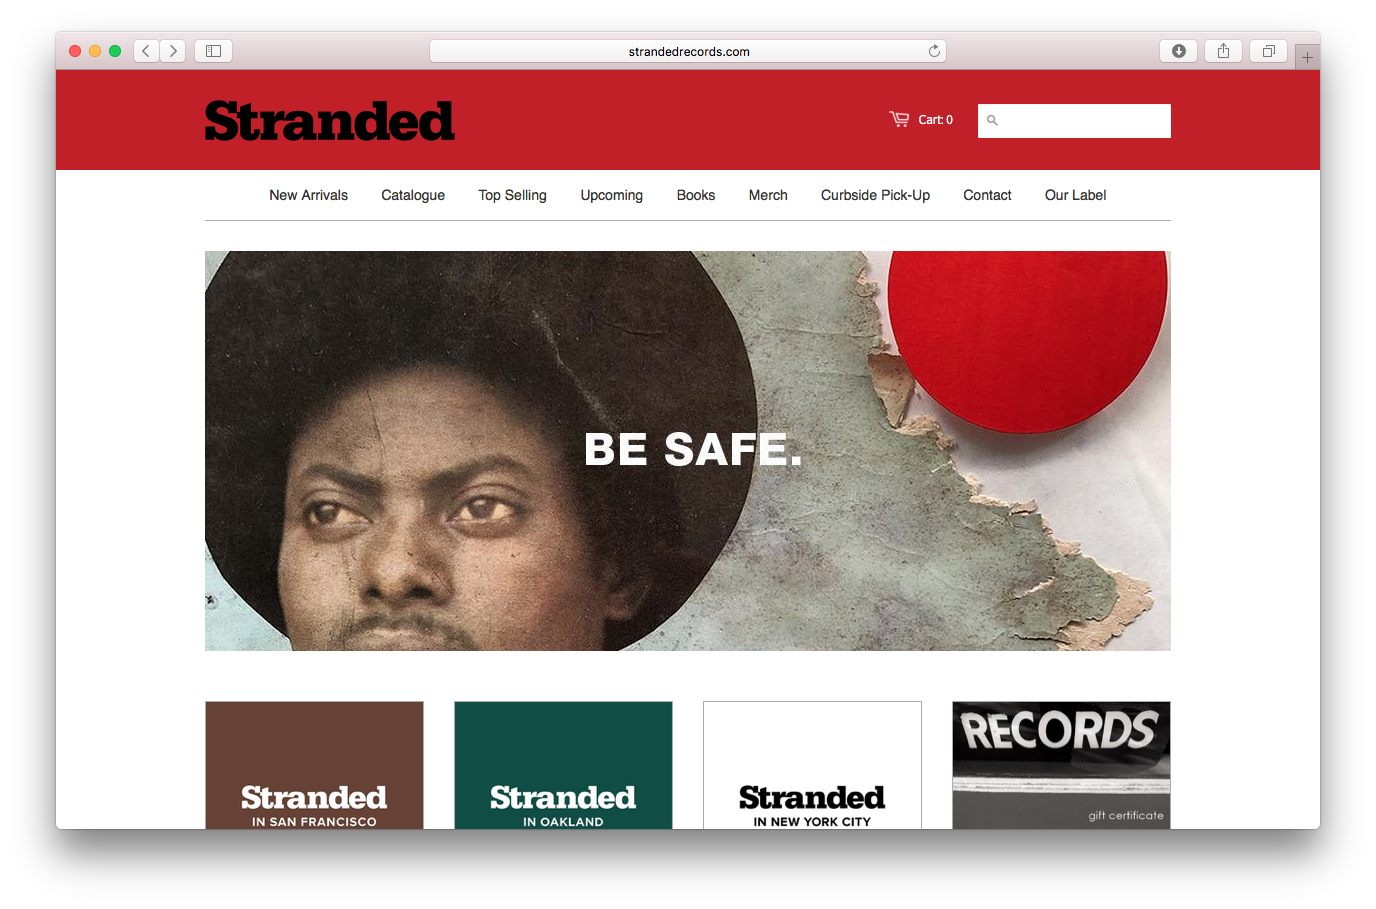 strandedrecords.com
Stranded
Cart: 0
New Arrivals Catalogue Top Selling Upcoming Books Merch Curbside Pick-Up Contact Our Label
BE SAFE.
Stranded
IN SAN FRANCISCO
Stranded
IN OAKLAND
Stranded
IN NEW YORK CITY
RECORDS
gift certificate